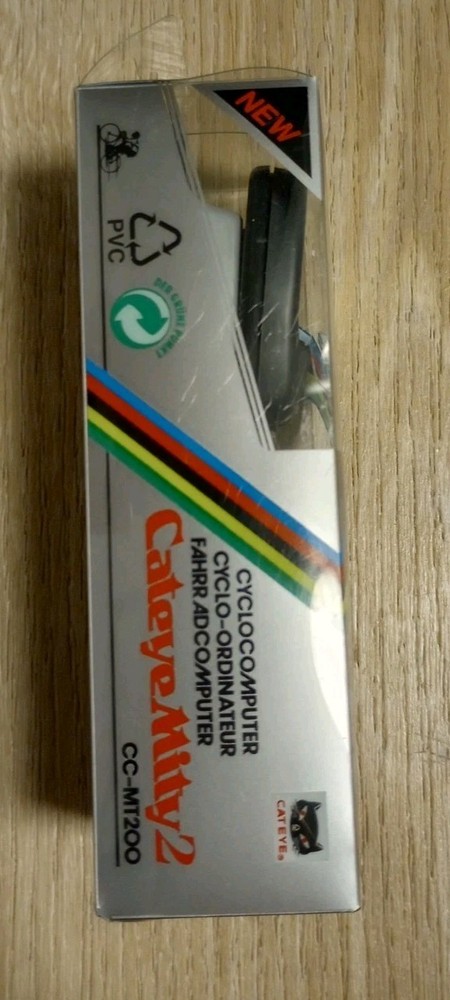 NEW
PVC
DER GRÜNE PUNKT
CYCLOCOMPUTER
CYCLO-ORDINATEUR
FAHRRADCOMPUTER
Cateye Mity 2
CC-MT200
CATEYE®